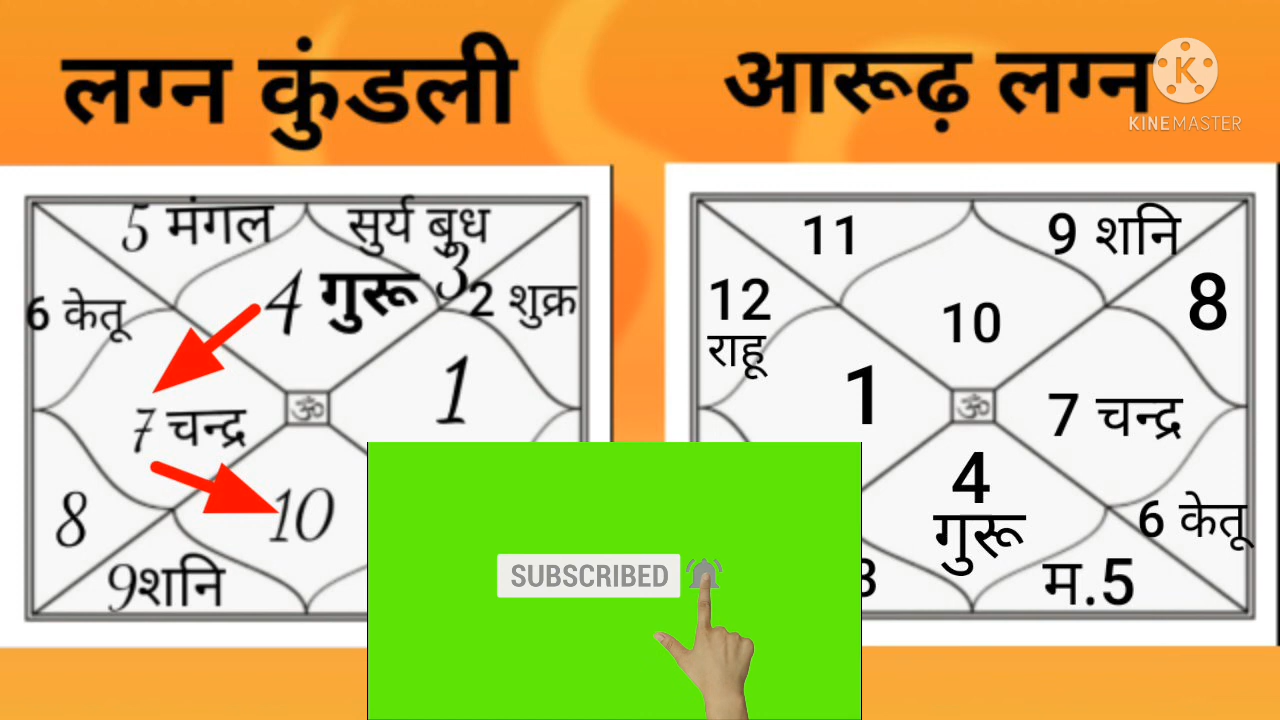 लग्न कुंडली
आरूढ़ लग्न
K
KINEMASTER
5 मंगल
सुर्य बुध
3
4 गुरू
2 शुक्र
6 केतू
ॐ
7 चन्द्र
1
8
10
9शनि
11
9 शनि
12
राहू
10
8
1
ॐ
7 चन्द्र
4
गुरू
6 केतू
म.5
SUBSCRIBED